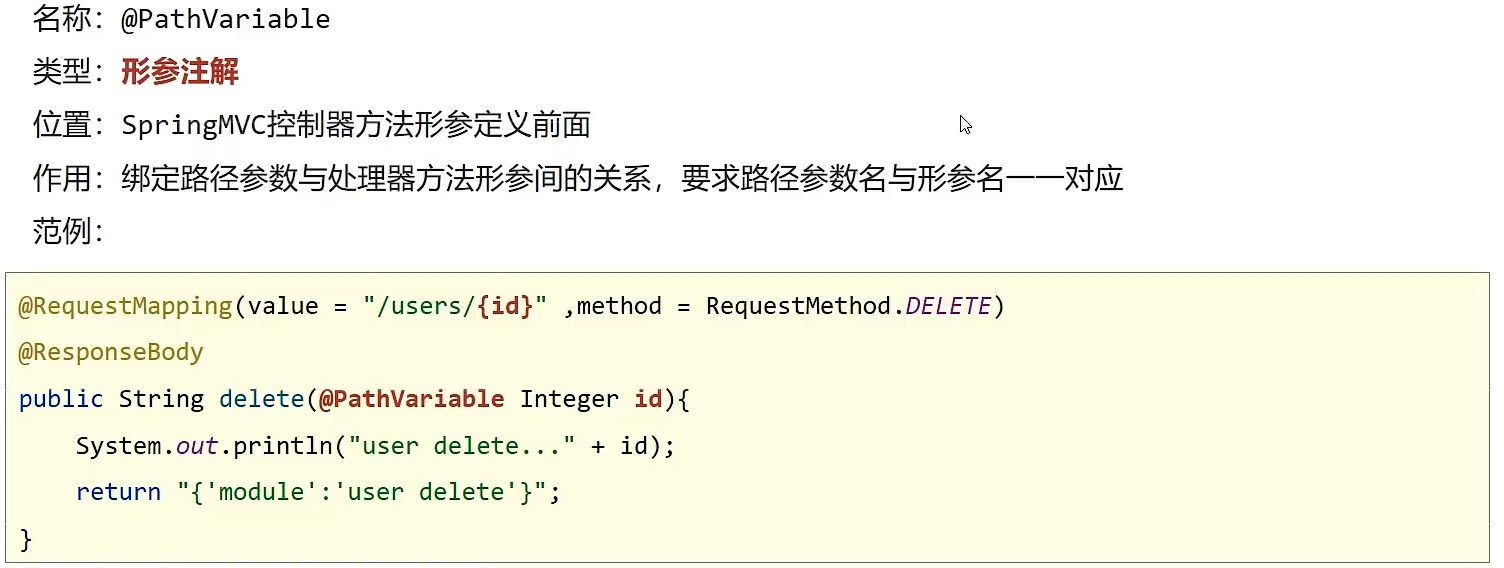 名称：@PathVariable
类型：形参注解
位置：SpringMVC控制器方法形参定义前面
作用：绑定路径参数与处理器方法形参间的关系，要求路径参数名与形参名一一对应
范例：
@RequestMapping(value = "/users/{id}" ,method = RequestMethod.DELETE)
@ResponseBody
public String delete(@PathVariable Integer id){
    System.out.println("user delete..." + id);
    return "{'module':'user delete'}";
}